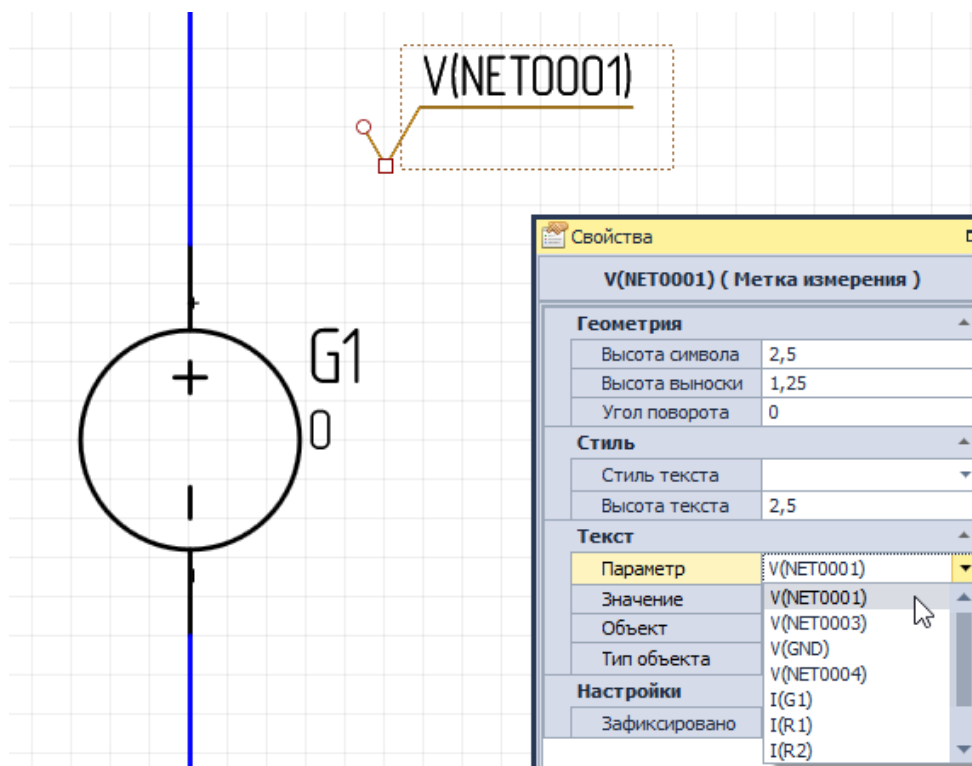 V(NET0001)
G1
0
+
Свойства
V(NET0001) ( Метка измерения )
Геометрия
Высота символа 2,5
Высота выноски 1,25
Угол поворота 0
Стиль
Стиль текста
Высота текста 2,5
Текст
Параметр V(NET0001)
Значение
Объект
Тип объекта
Настройки
Зафиксировано
V(NET0001)
V(NET0003)
V(GND)
V(NET0004)
I(G1)
I(R1)
I(R2)